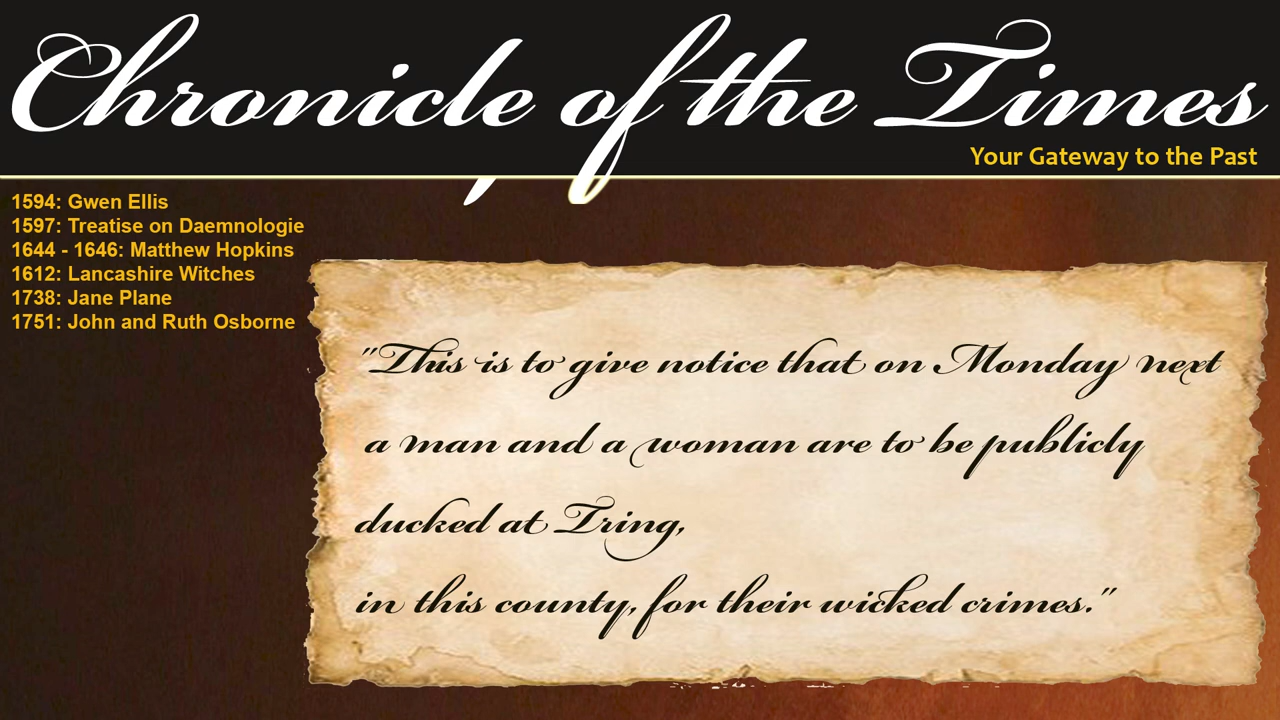 Chronicle of the Times
Your Gateway to the Past
1594: Gwen Ellis
1597: Treatise on Daemnologie
1644 - 1646: Matthew Hopkins
1612: Lancashire Witches
1738: Jane Plane
1751: John and Ruth Osborne
"This is to give notice that on Monday next
a man and a woman are to be publicly
ducked at Tring,
in this county, for their wicked crimes."